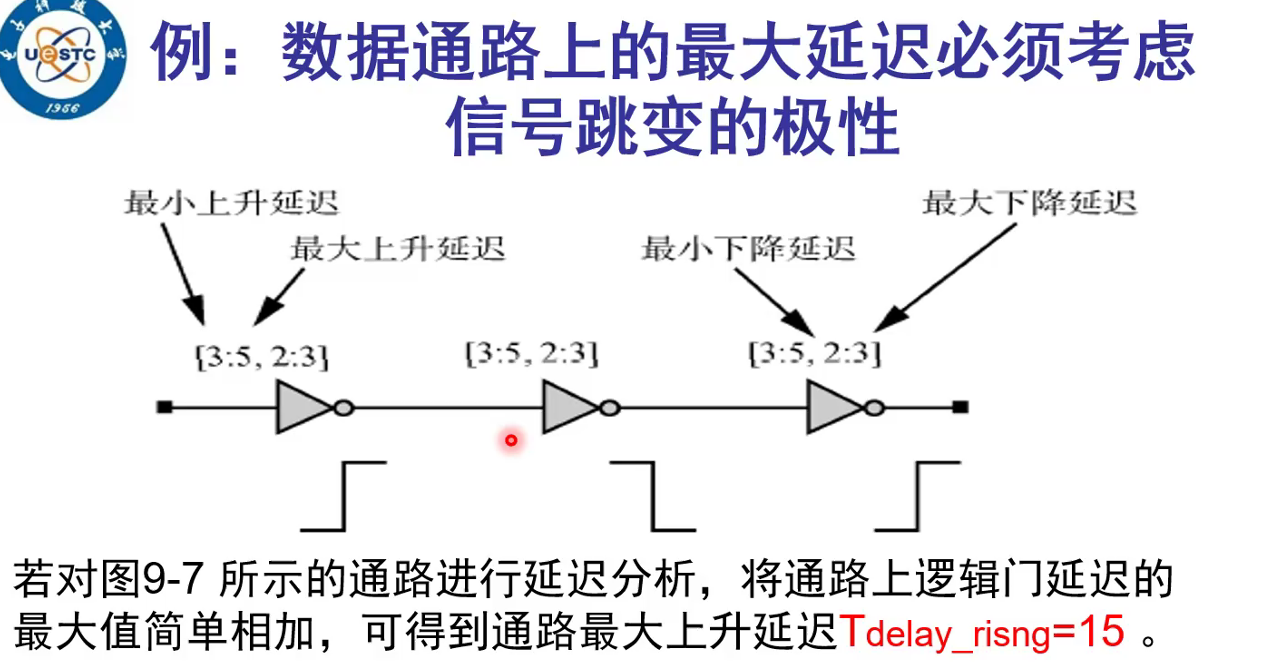 UESTC
1956
例：数据通路上的最大延迟必须考虑
信号跳变的极性
最小上升延迟
最大下降延迟
最大上升延迟
最小下降延迟
[3:5, 2:3]
[3:5, 2:3]
[3:5, 2:3]
若对图9-7 所示的通路进行延迟分析，将通路上逻辑门延迟的
最大值简单相加，可得到通路最大上升延迟Tdelay_risng=15 。